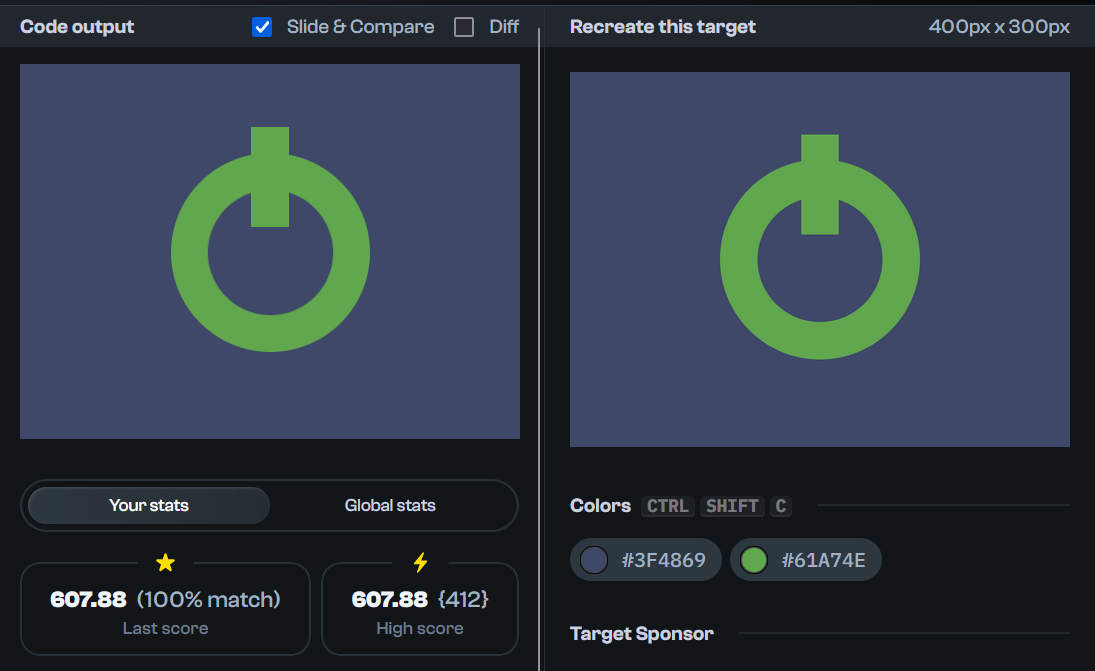 Code output
Slide & Compare
Diff
Recreate this target
400px x 300px
Your stats
Global stats
607.88 (100% match)
Last score
607.88 {412}
High score
Colors CTRL SHIFT C
#3F4869
#61A74E
Target Sponsor